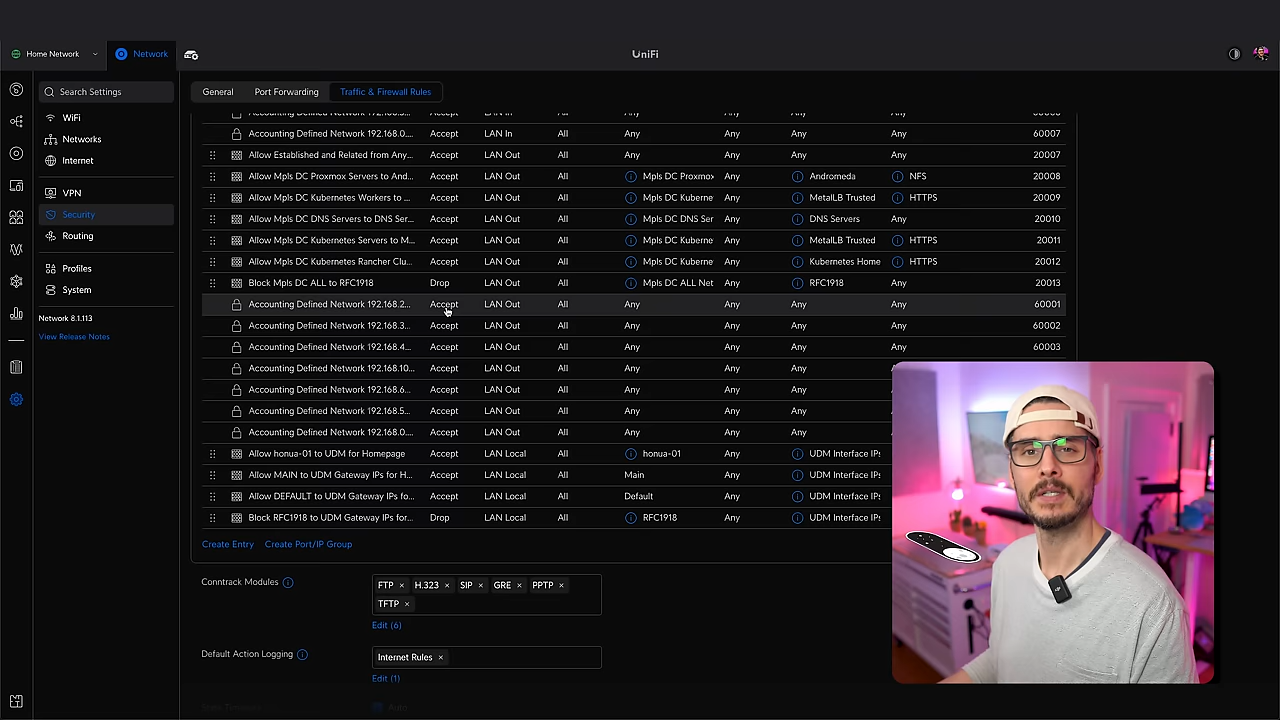 Home Network
Network
UniFi
Search Settings
WiFi
Networks
Internet
VPN
Security
Routing
Profiles
System
Network 8.1.113
View Release Notes
General Port Forwarding Traffic & Firewall Rules
Accounting Defined Network 192.168.0.... Accept LAN In All Any Any Any Any 60007
Allow Established and Related from Any... Accept LAN Out All Any Any Any Any 20007
Allow Mpls DC Proxmox Servers to And... Accept LAN Out All Mpls DC Proxmox Any Andromeda NFS 20008
Allow Mpls DC Kubernetes Workers to ... Accept LAN Out All Mpls DC Kuberne Any MetalLB Trusted HTTPS 20009
Allow Mpls DC DNS Servers to DNS Ser... Accept LAN Out All Mpls DC DNS Ser Any DNS Servers Any 20010
Allow Mpls DC Kubernetes Servers to M... Accept LAN Out All Mpls DC Kuberne Any MetalLB Trusted HTTPS 20011
Allow Mpls DC Kubernetes Rancher Clu... Accept LAN Out All Mpls DC Kuberne Any Kubernetes Home HTTPS 20012
Block Mpls DC ALL to RFC1918 Drop LAN Out All Mpls DC ALL Net Any RFC1918 Any 20013
Accounting Defined Network 192.168.2.... Accept LAN Out All Any Any Any Any 60001
Accounting Defined Network 192.168.3.... Accept LAN Out All Any Any Any Any 60002
Accounting Defined Network 192.168.4.... Accept LAN Out All Any Any Any Any 60003
Accounting Defined Network 192.168.10.... Accept LAN Out All Any Any Any
Accounting Defined Network 192.168.6.... Accept LAN Out All Any Any Any
Accounting Defined Network 192.168.5.... Accept LAN Out All Any Any Any
Accounting Defined Network 192.168.0.... Accept LAN Out All Any Any Any
Allow honua-01 to UDM for Homepage Accept LAN Local All honua-01 Any UDM Interface IPs
Allow MAIN to UDM Gateway IPs for H... Accept LAN Local All Main Any UDM Interface IPs
Allow DEFAULT to UDM Gateway IPs fo... Accept LAN Local All Default Any UDM Interface IPs
Block RFC1918 to UDM Gateway IPs for... Drop LAN Local All RFC1918 Any UDM Interface IPs
Create Entry Create Port/IP Group
Conntrack Modules FTP × H.323 × SIP × GRE × PPTP ×
TFTP ×
Edit (6)
Default Action Logging Internet Rules ×
Edit (1)
Auto